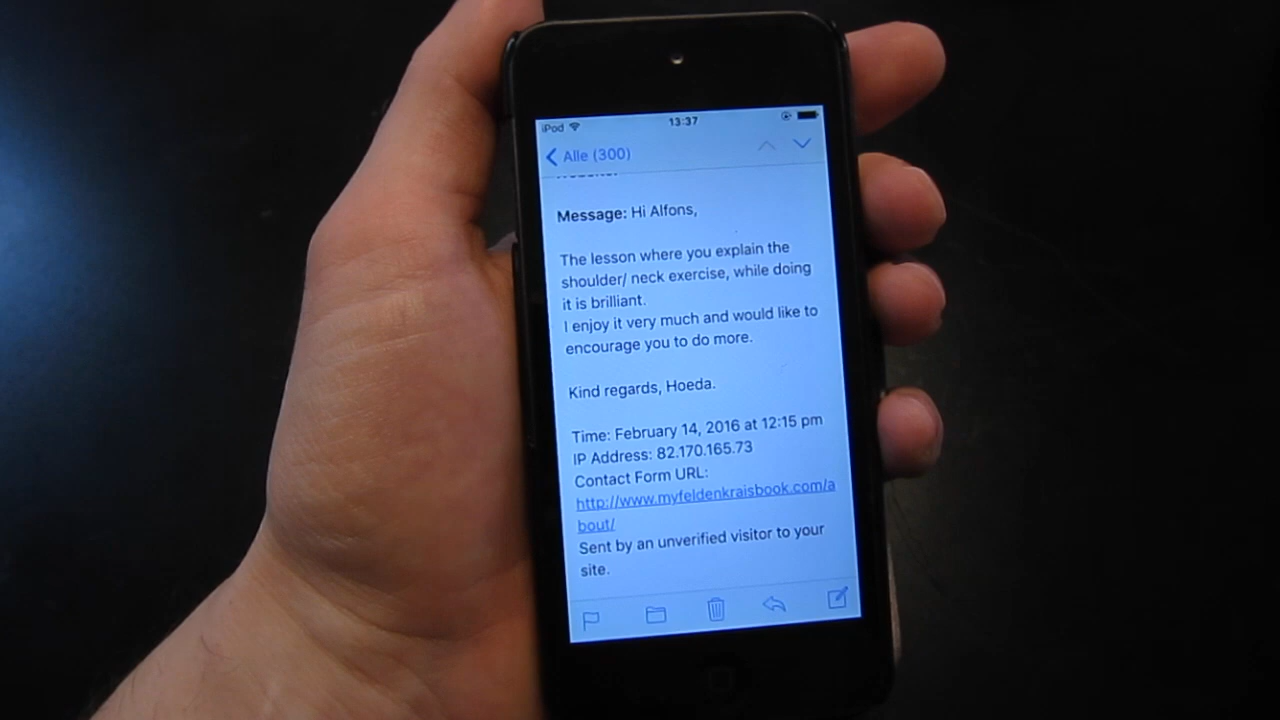 iPod 13:37
Alle (300)
Message: Hi Alfons,
The lesson where you explain the
shoulder/ neck exercise, while doing
it is brilliant.
I enjoy it very much and would like to
encourage you to do more.
Kind regards, Hoeda.
Time: February 14, 2016 at 12:15 pm
IP Address: 82.170.165.73
Contact Form URL:
http://www.myfeldenkraisbook.com/a
bout/
Sent by an unverified visitor to your
site.